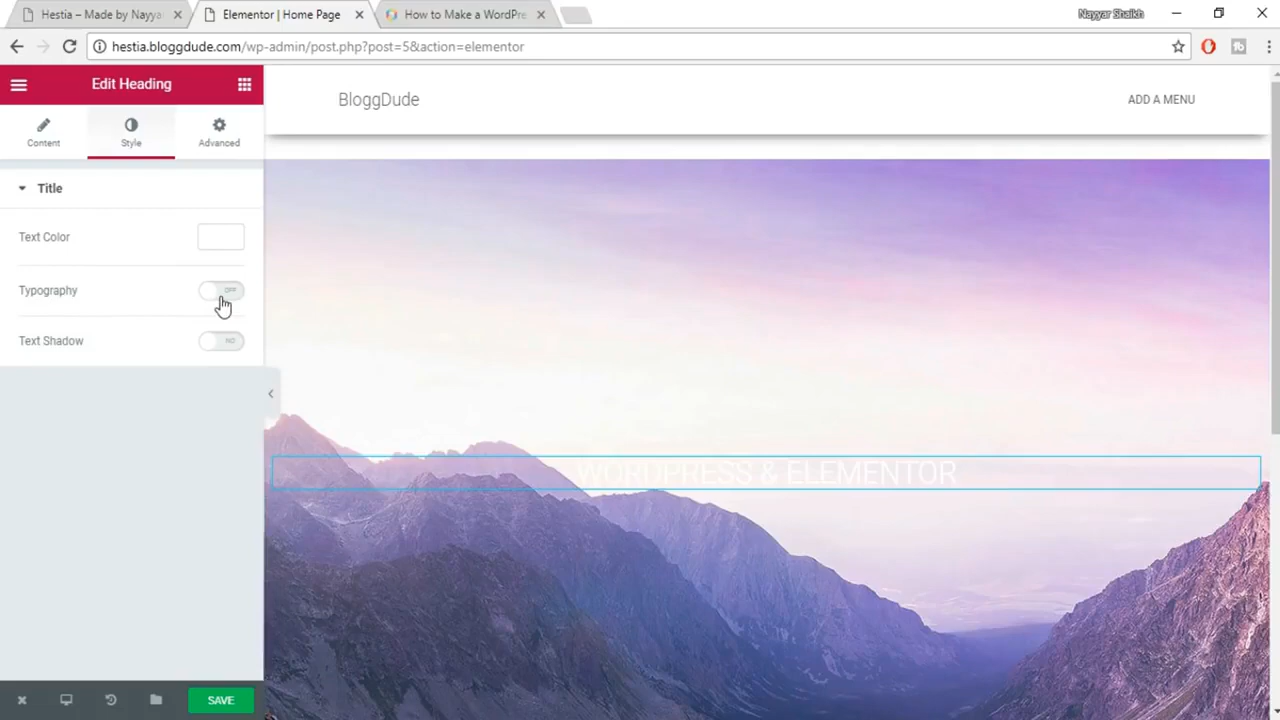 Hestia – Made by Nayya
Elementor | Home Page
How to Make a WordPre
Nayyar Shaikh
hestia.bloggdude.com/wp-admin/post.php?post=5&action=elementor
Edit Heading
BloggDude
ADD A MENU
Content
Style
Advanced
Title
Text Color
Typography
OFF
Text Shadow
NO
WORDPRESS & ELEMENTOR
SAVE